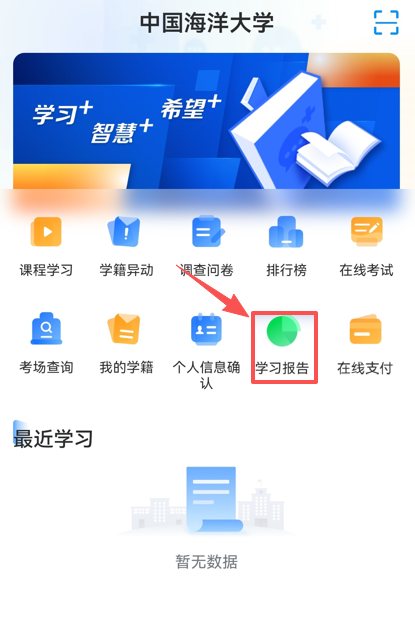 中国海洋大学
学习+
智慧+
希望+
课程学习
学籍异动
调查问卷
排行榜
在线考试
考场查询
我的学籍
个人信息确
认
学习报告
在线支付
最近学习
暂无数据